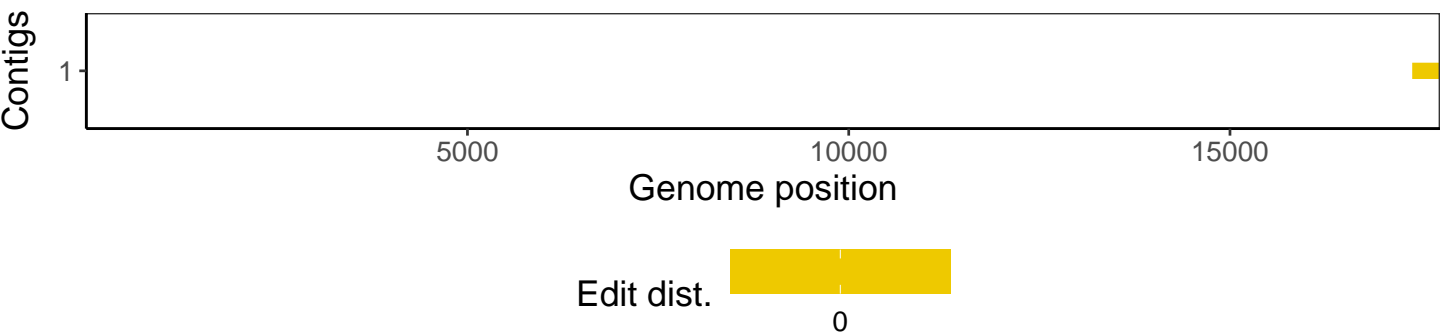 Contigs
1
5000 10000 15000
Genome position
Edit dist.
0